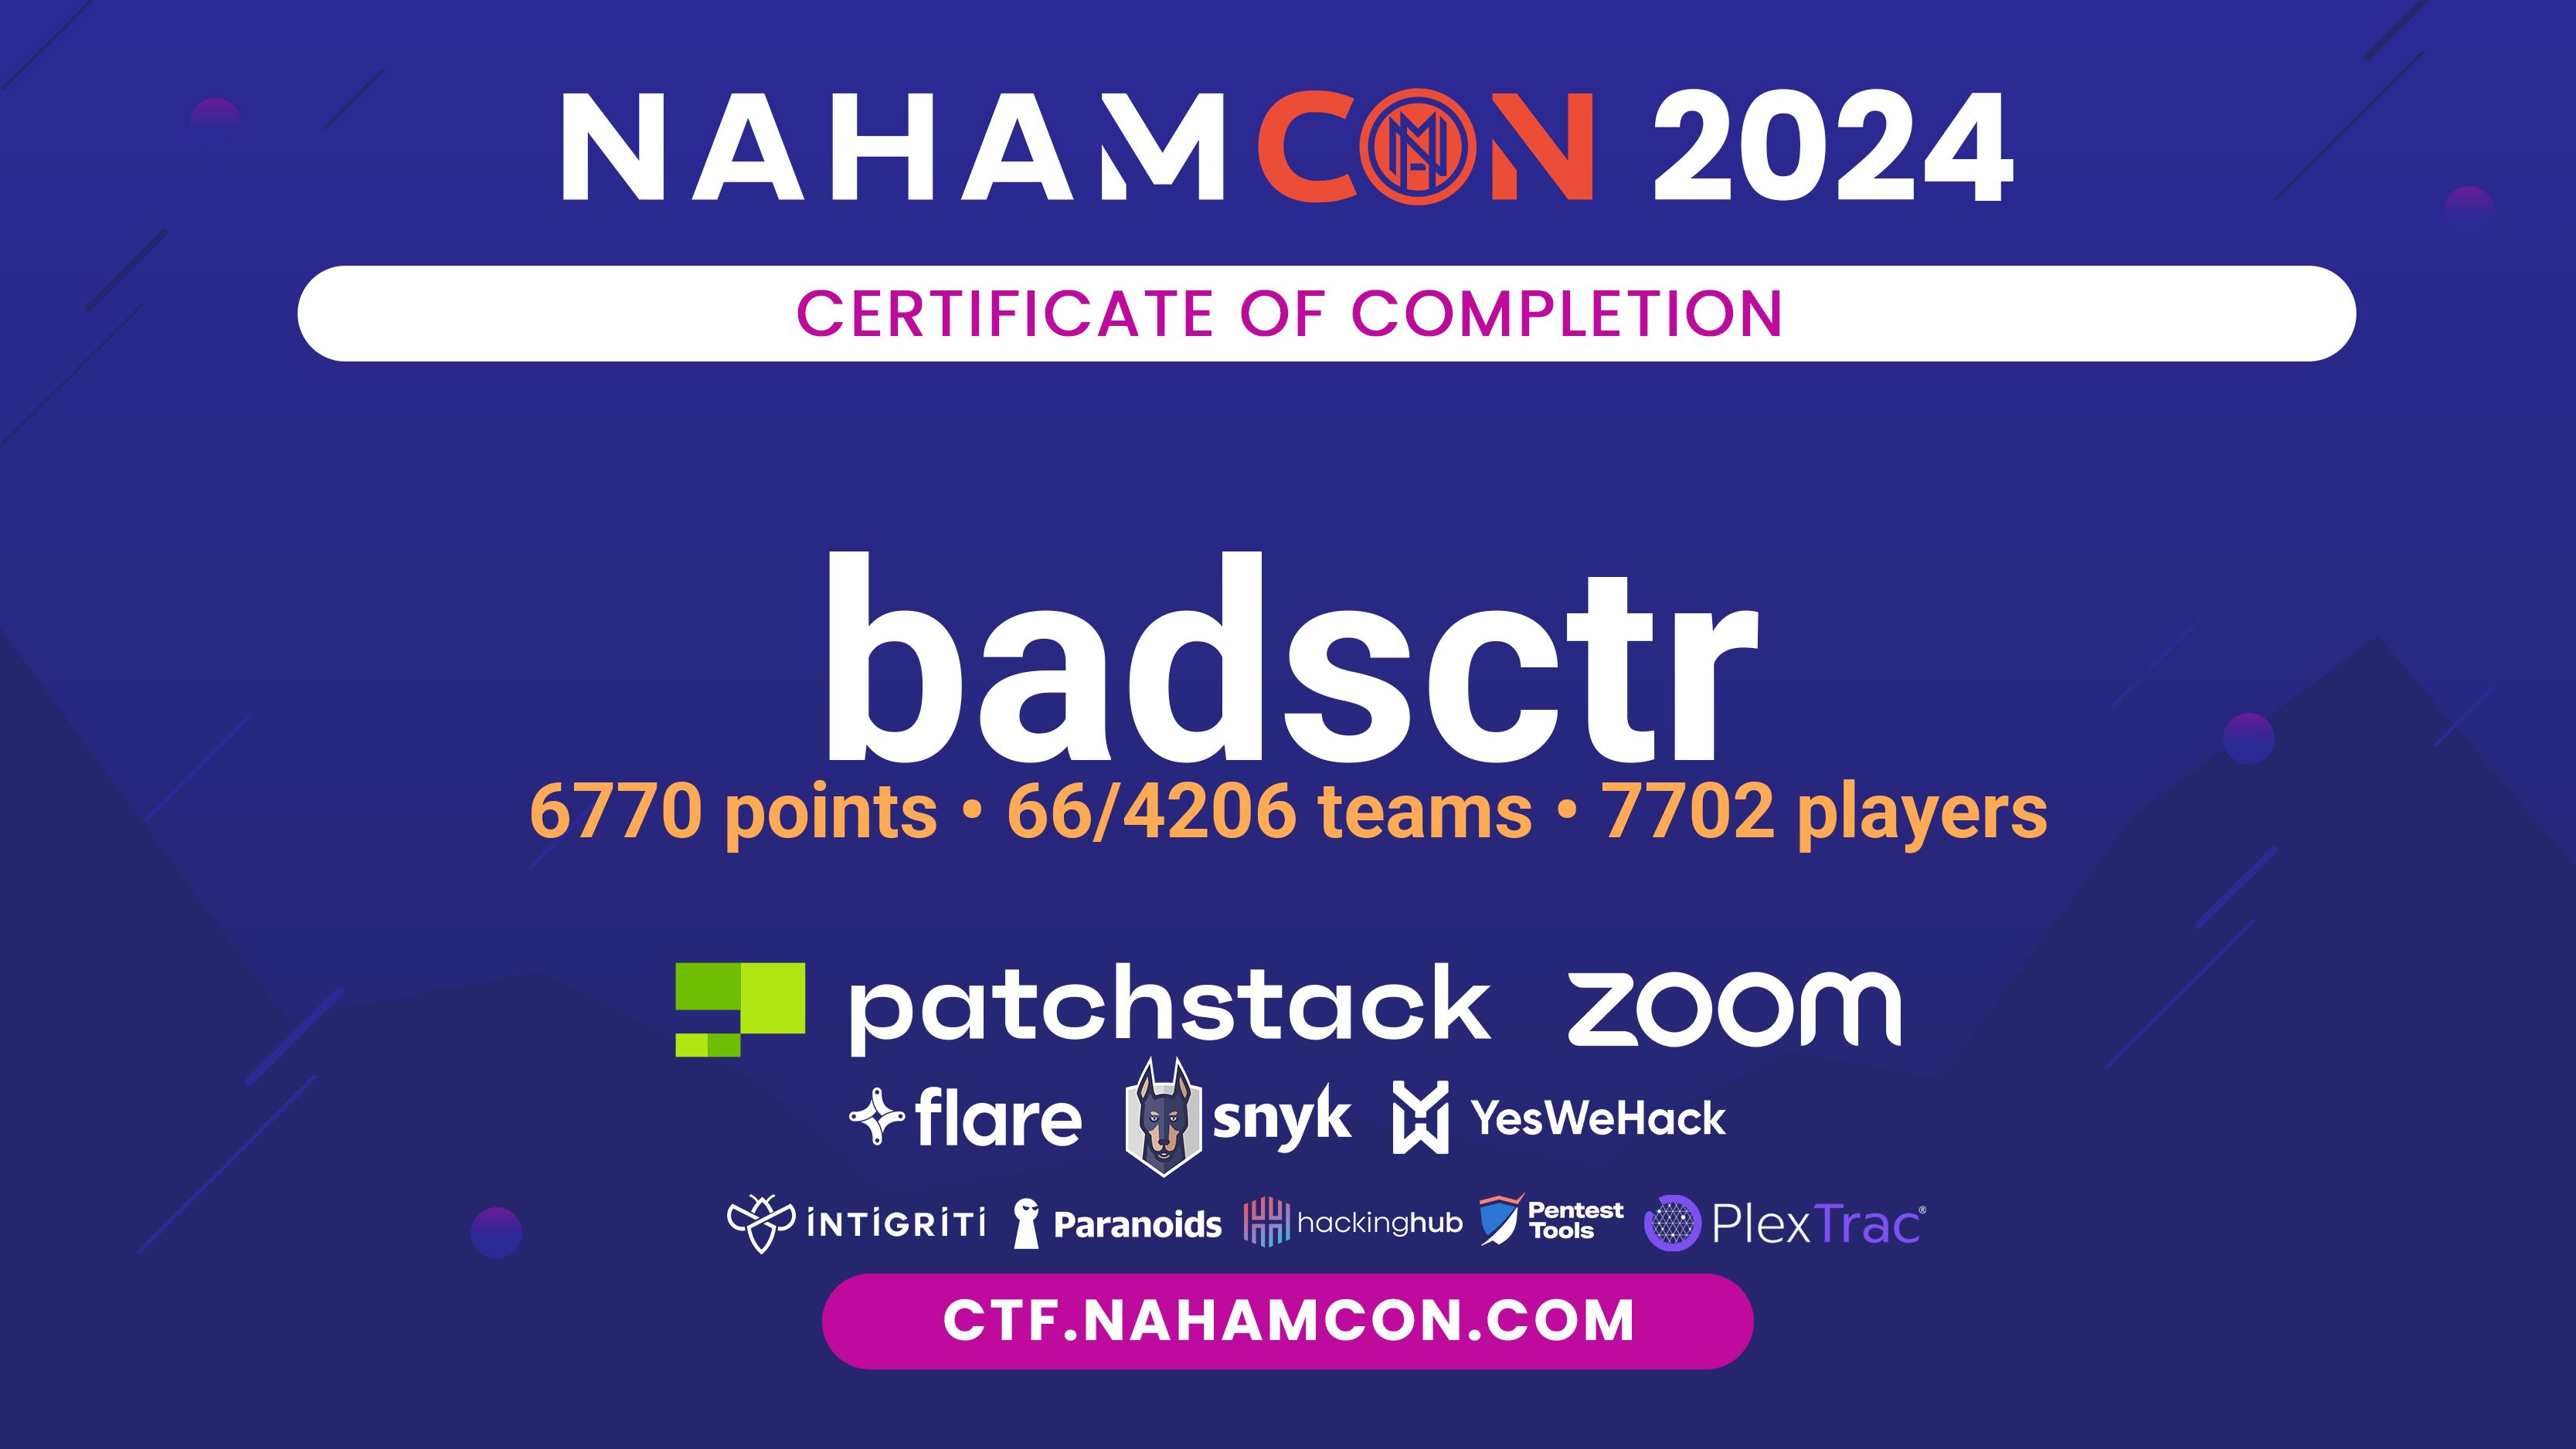 NAHAMCON 2024
CERTIFICATE OF COMPLETION
badsctr
6770 points • 66/4206 teams • 7702 players
patchstack zoom
flare snyk YesWeHack
INTIGRITI Paranoids hackinghub Pentest Tools PlexTrac®
CTF.NAHAMCON.COM